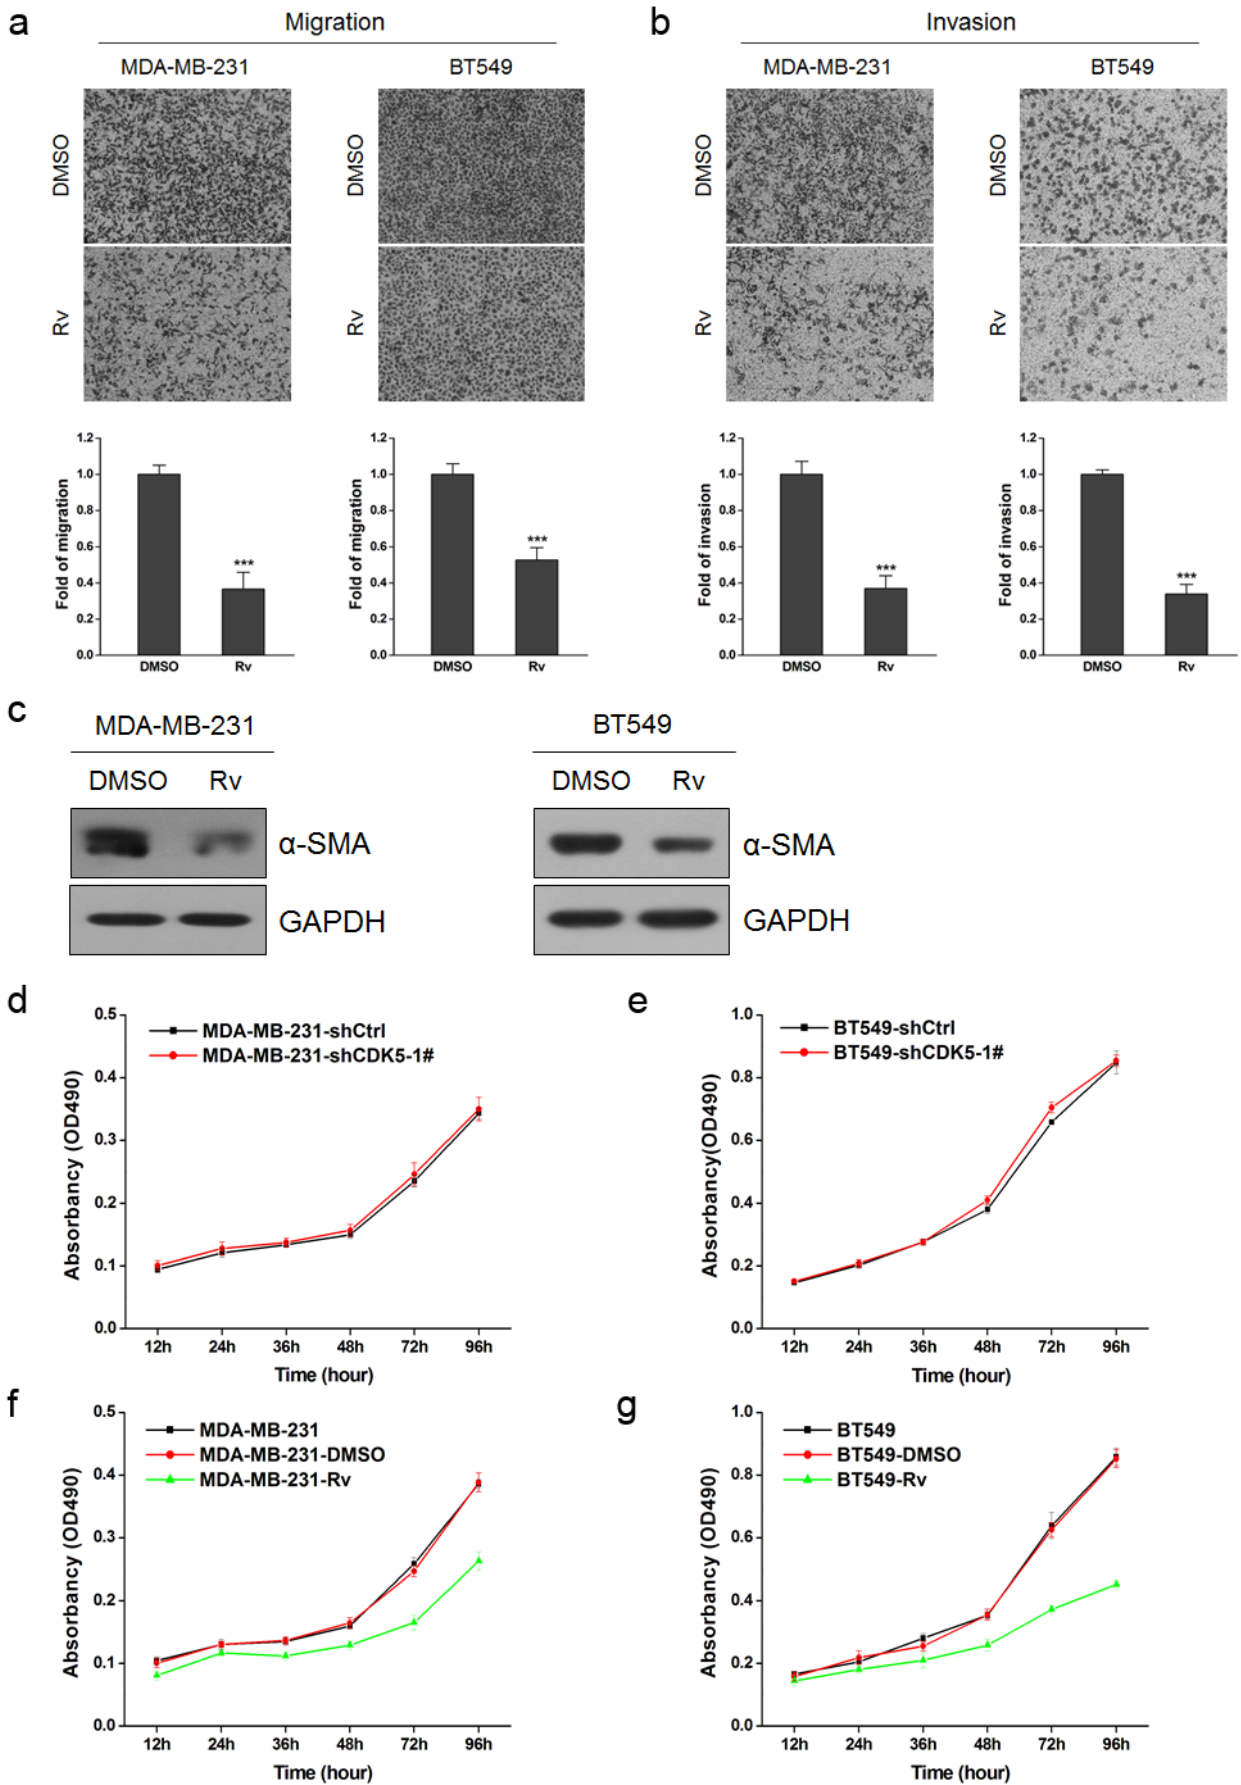 a
Migration
MDA-MB-231
BT549
DMSO
DMSO
Rv
Rv
1.2
1.0
0.8
0.6
0.4
0.2
0.0
Fold of migration
***
DMSO
Rv
1.2
1.0
0.8
0.6
0.4
0.2
0.0
Fold of migration
***
DMSO
Rv
b
Invasion
MDA-MB-231
BT549
DMSO
DMSO
Rv
Rv
1.2
1.0
0.8
0.6
0.4
0.2
0.0
Fold of invasion
***
DMSO
Rv
1.2
1.0
0.8
0.6
0.4
0.2
0.0
Fold of invasion
***
DMSO
Rv
c
MDA-MB-231
DMSO Rv
α-SMA
GAPDH
BT549
DMSO Rv
α-SMA
GAPDH
d
0.5
0.4
0.3
0.2
0.1
0.0
Absorbancy (OD490)
MDA-MB-231-shCtrl
MDA-MB-231-shCDK5-1#
12h 24h 36h 48h 72h 96h
Time (hour)
e
1.0
0.8
0.6
0.4
0.2
0.0
Absorbancy(OD490)
BT549-shCtrl
BT549-shCDK5-1#
12h 24h 36h 48h 72h 96h
Time (hour)
f
0.5
0.4
0.3
0.2
0.1
0.0
Absorbancy (OD490)
MDA-MB-231
MDA-MB-231-DMSO
MDA-MB-231-Rv
12h 24h 36h 48h 72h 96h
Time (hour)
g
1.0
0.8
0.6
0.4
0.2
0.0
Absorbancy (OD490)
BT549
BT549-DMSO
BT549-Rv
12h 24h 36h 48h 72h 96h
Time (hour)